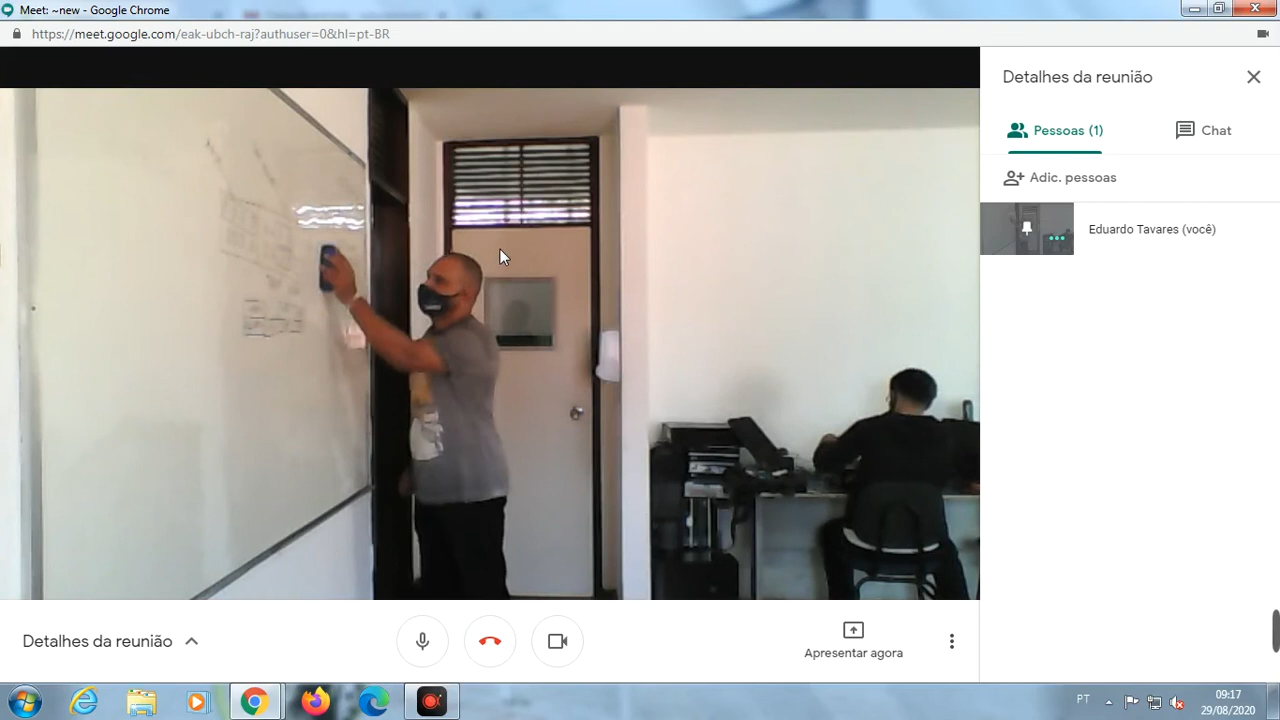 Meet: ~new - Google Chrome
https://meet.google.com/eak-ubch-raj?authuser=0&hl=pt-BR
Detalhes da reunião
Pessoas (1)
Chat
Adic. pessoas
Eduardo Tavares (você)
Detalhes da reunião
Apresentar agora
PT
09:17
29/08/2020